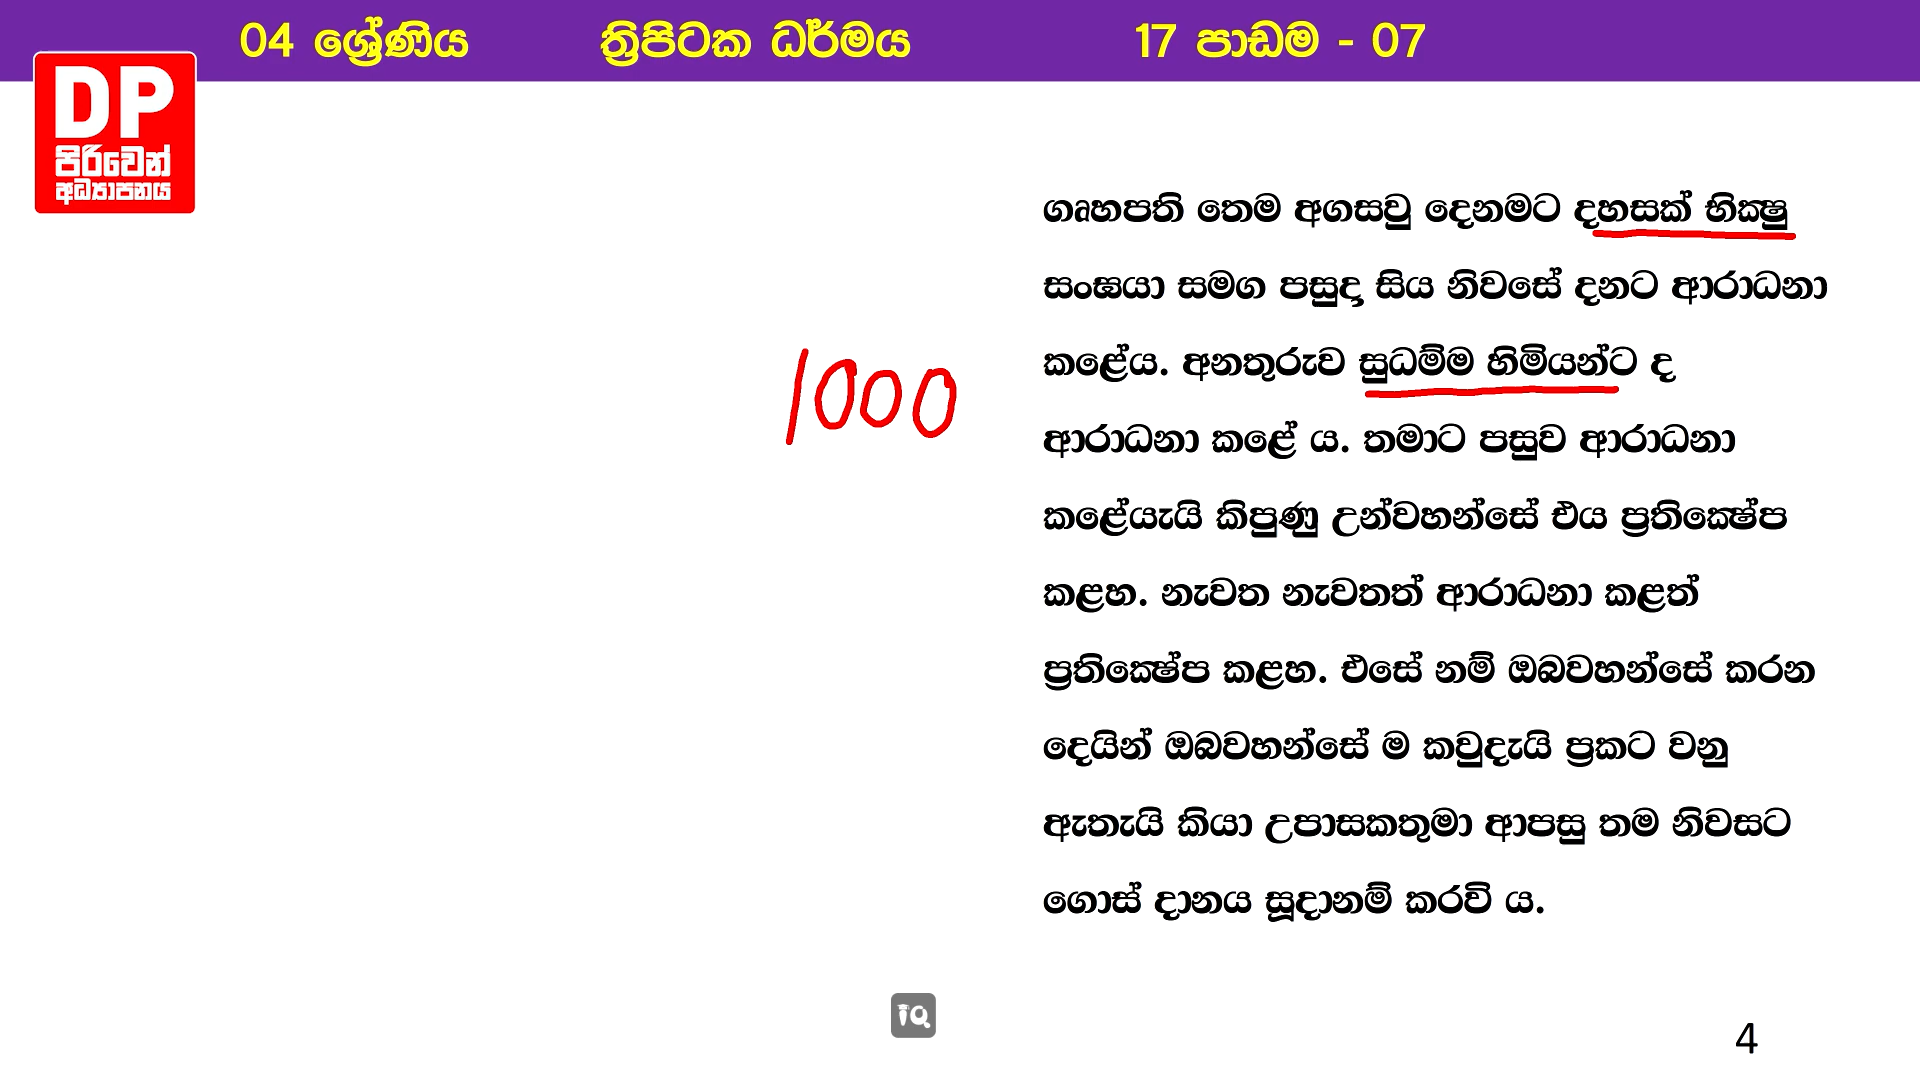 04 ශ්‍රේණිය ත්‍රිපිටක ධර්මය 17 පාඩම - 07
DP
පිරිවෙන්
අධ්‍යාපනය
ගෘහපති තෙම අගසවු දෙනමට දහසක් භික්‍ෂු
සංඝයා සමග පසුදා සිය නිවසේ දනට ආරාධනා
කළේය. අනතුරුව සුධම්ම හිමියන්ට ද
ආරාධනා කළේ ය. තමාට පසුව ආරාධනා
කළේයැයි කිපුණු උන්වහන්සේ එය ප්‍රතික්‍ෂේප
කළහ. නැවත නැවතත් ආරාධනා කළත්
ප්‍රතික්‍ෂේප කළහ. එසේ නම් ඔබවහන්සේ කරන
දෙයින් ඔබවහන්සේ ම කවුදැයි ප්‍රකට වනු
ඇතැයි කියා උපාසකතුමා ආපසු තම නිවසට
ගොස් දානය සූදානම් කරවි ය.
1000
IQ
4